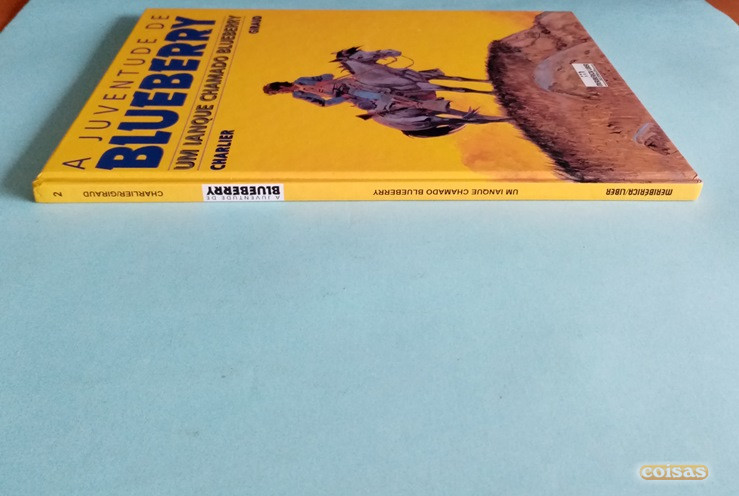 A JUVENTUDE DE
BLUEBERRY
UM IANQUE CHAMADO BLUEBERRY
CHARLIER
GIRAUD
2
CHARLIER/GIRAUD
A JUVENTUDE DE
BLUEBERRY
UM IANQUE CHAMADO BLUEBERRY
MERIBÉRICA/LIBER
coisas